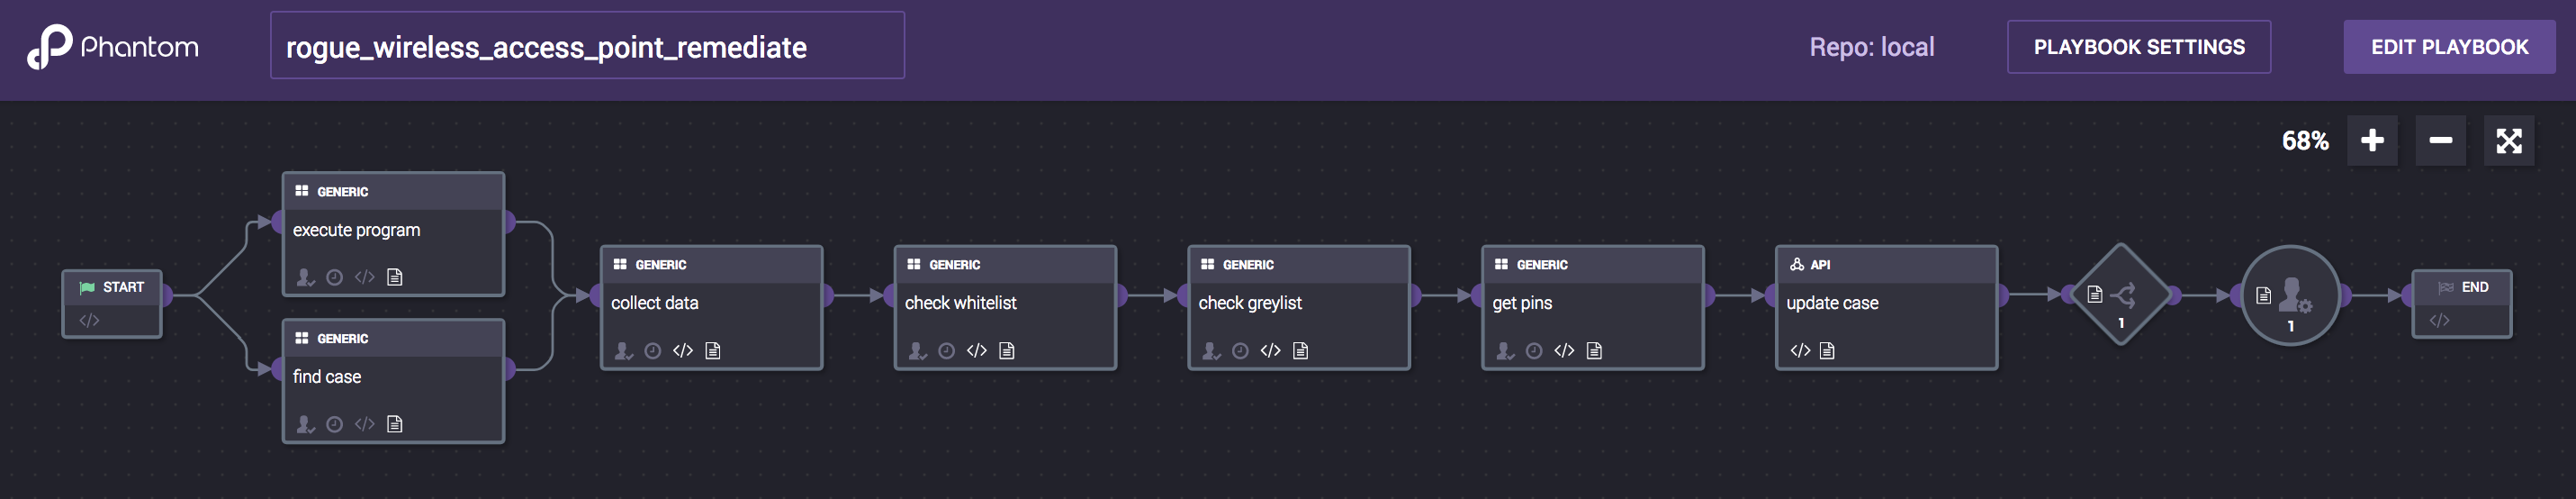 Phantom
rogue_wireless_access_point_remediate
Repo: local
PLAYBOOK SETTINGS
EDIT PLAYBOOK
68%
START
GENERIC
execute program
GENERIC
find case
GENERIC
collect data
GENERIC
check whitelist
GENERIC
check greylist
GENERIC
get pins
API
update case
1
1
END